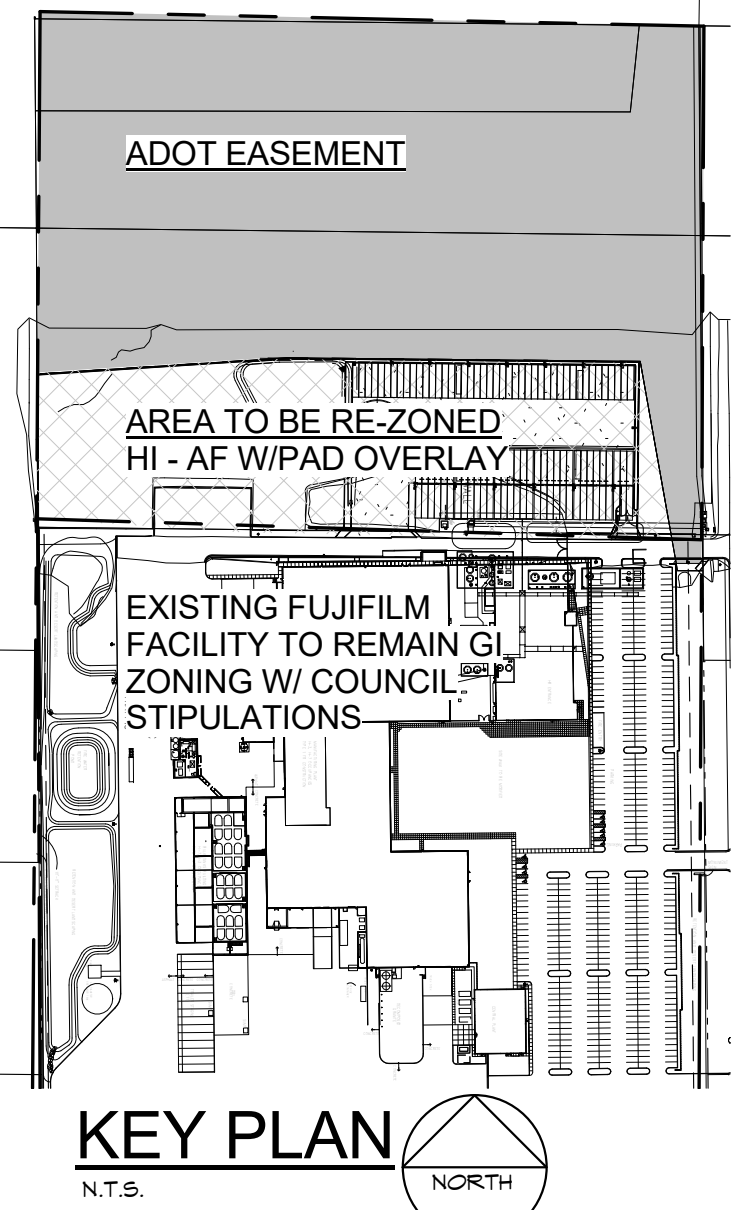 ADOT EASEMENT
AREA TO BE RE-ZONED
HI - AF W/PAD OVERLAY
EXISTING FUJIFILM
FACILITY TO REMAIN GI
ZONING W/ COUNCIL
STIPULATIONS
KEY PLAN
N.T.S.
NORTH